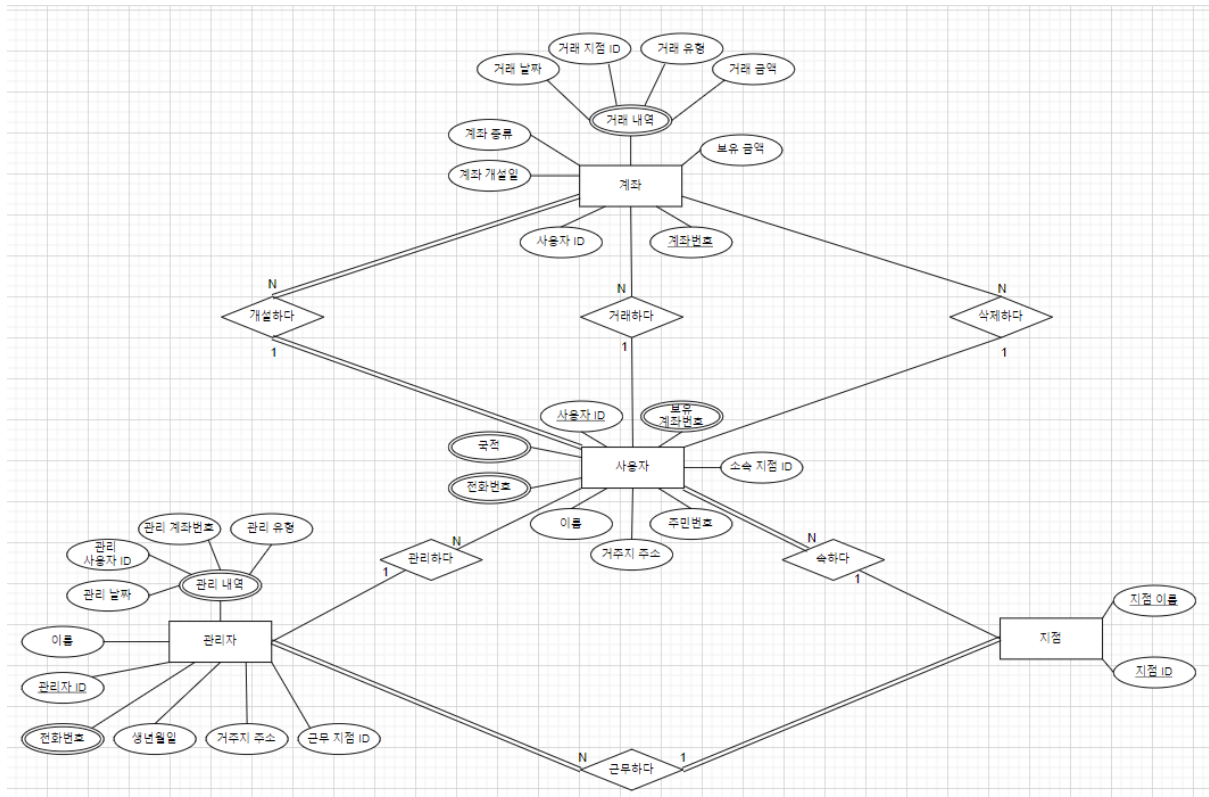 거래 지점 ID
거래 유형
거래 날짜
거래 금액
거래 내역
계좌 종류
보유 금액
계좌 개설일
계좌
사용자 ID
계좌번호
N
N
N
개설하다
거래하다
삭제하다
1
1
1
사용자 ID
보유
계좌번호
국적
사용자
소속 지점 ID
전화번호
이름
주민번호
거주지 주소
관리 계좌번호
관리 유형
관리
사용자 ID
N
N
관리하다
속하다
1
1
관리 내역
관리 날짜
지점 이름
이름
관리자
지점
관리자 ID
지점 ID
전화번호
생년월일
거주지 주소
근무 지점 ID
N
1
근무하다